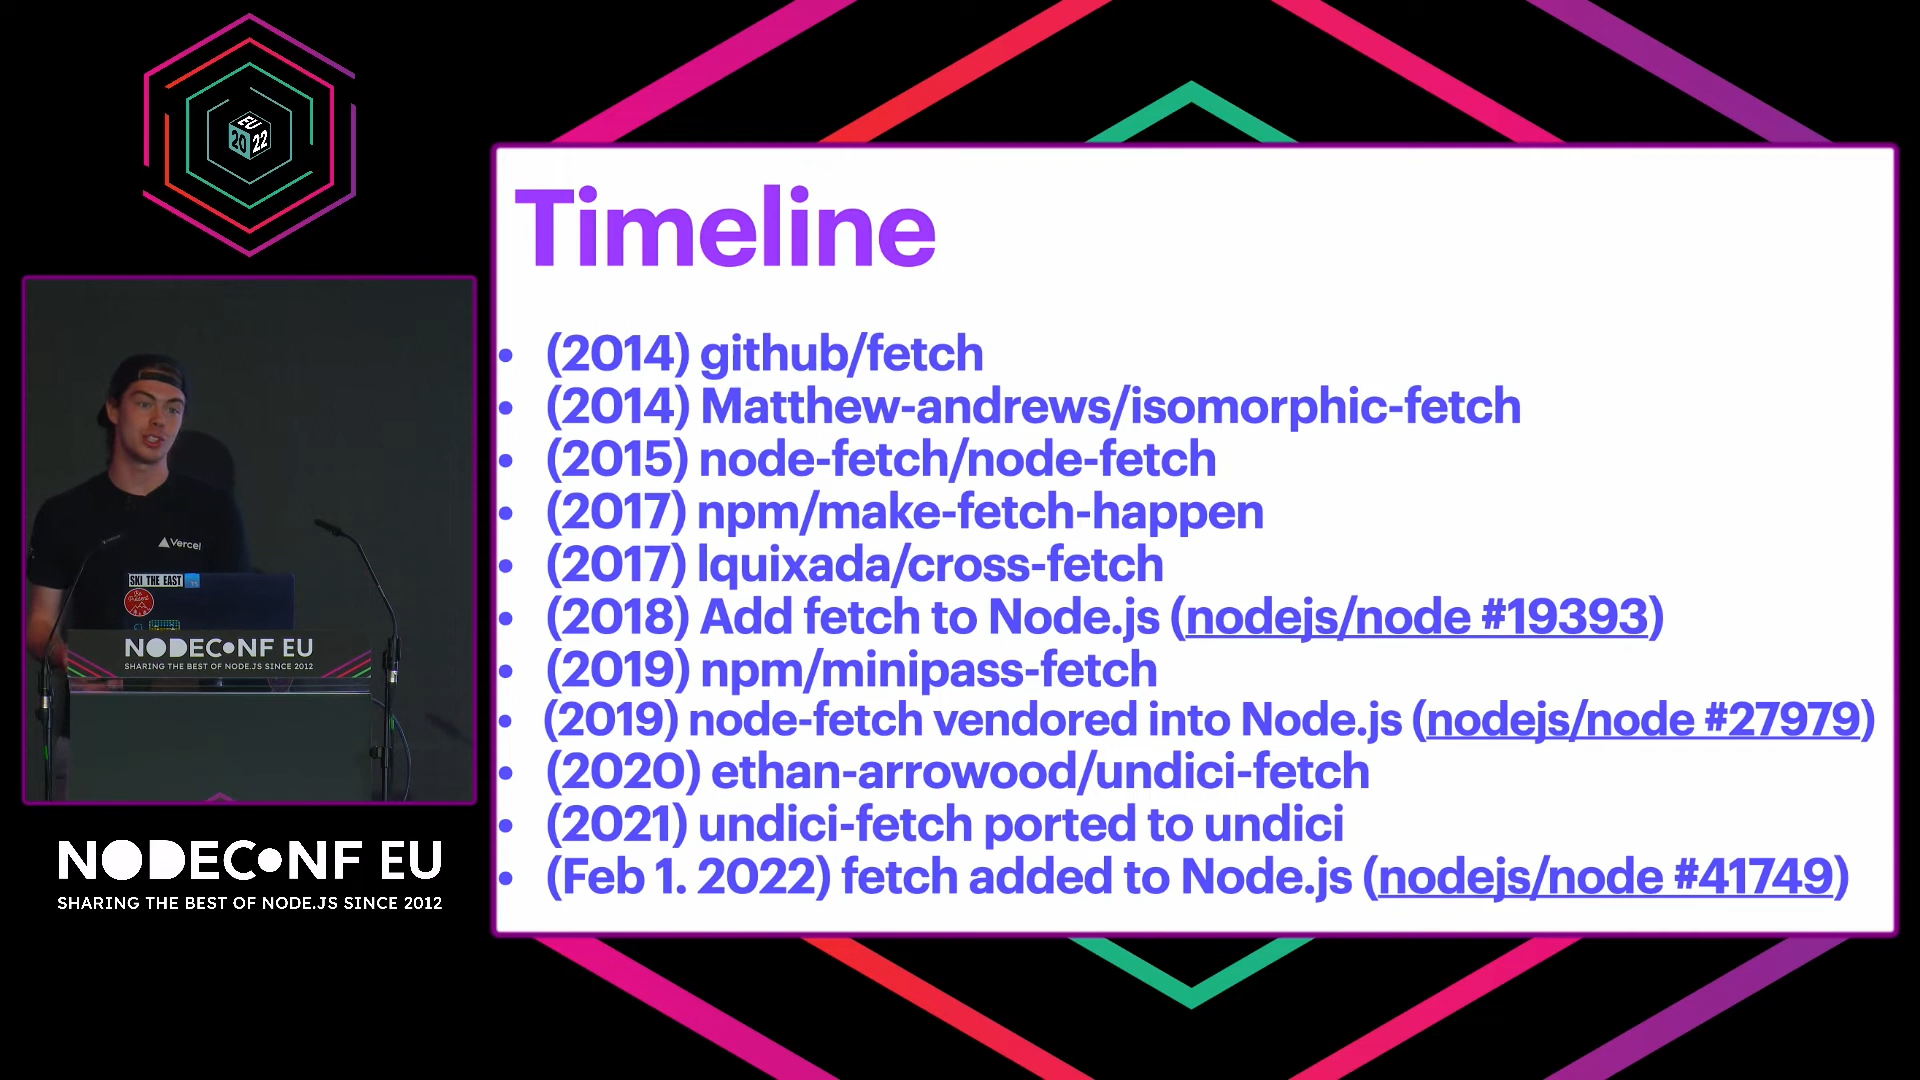 EU
20 22
Timeline
• (2014) github/fetch
• (2014) Matthew-andrews/isomorphic-fetch
• (2015) node-fetch/node-fetch
• (2017) npm/make-fetch-happen
• (2017) lquixada/cross-fetch
• (2018) Add fetch to Node.js (nodejs/node #19393)
• (2019) npm/minipass-fetch
• (2019) node-fetch vendored into Node.js (nodejs/node #27979)
• (2020) ethan-arrowood/undici-fetch
• (2021) undici-fetch ported to undici
• (Feb 1. 2022) fetch added to Node.js (nodejs/node #41749)
Vercel
SKI THE EAST
NODECONF EU
SHARING THE BEST OF NODE.JS SINCE 2012
NODECONF EU
SHARING THE BEST OF NODE.JS SINCE 2012